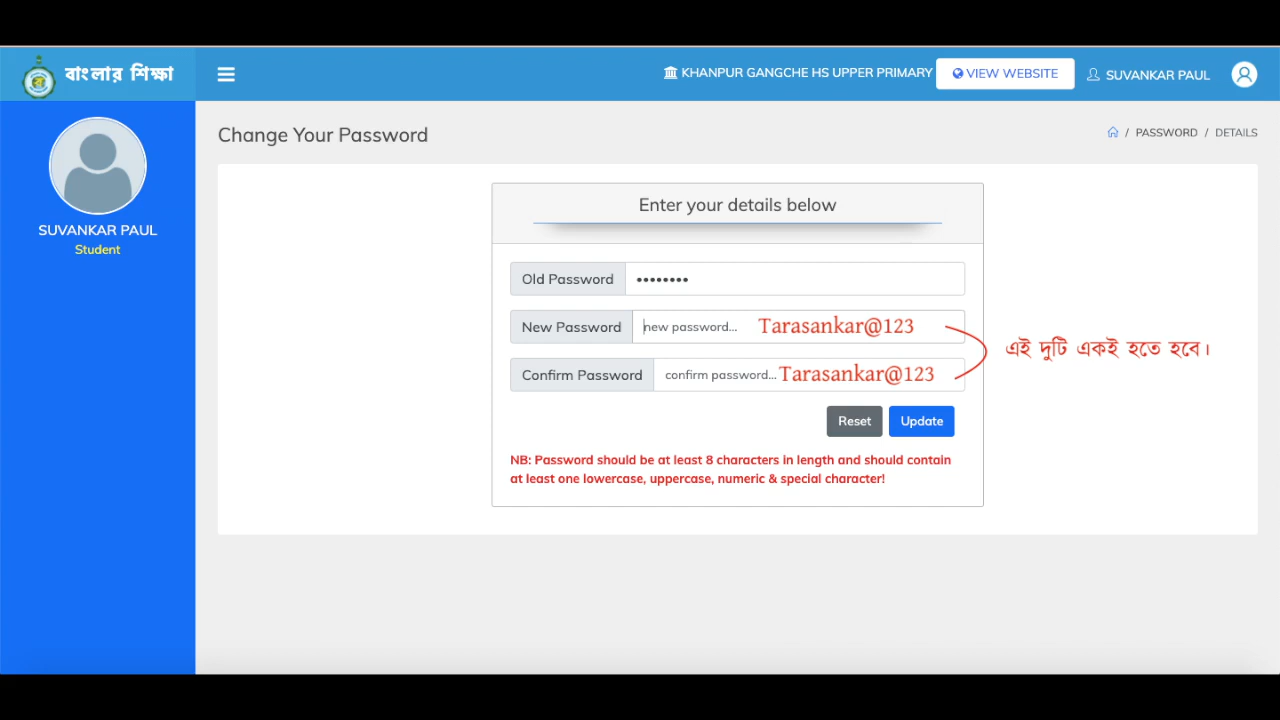 বাংলার শিক্ষা
KHANPUR GANGCHE HS UPPER PRIMARY
VIEW WEBSITE
SUVANKAR PAUL
SUVANKAR PAUL
Student
Change Your Password
/ PASSWORD / DETAILS
Enter your details below
Old Password ••••••••
New Password new password... Tarasankar@123
Confirm Password confirm password... Tarasankar@123
এই দুটি একই হতে হবে।
Reset Update
NB: Password should be at least 8 characters in length and should contain
at least one lowercase, uppercase, numeric & special character!